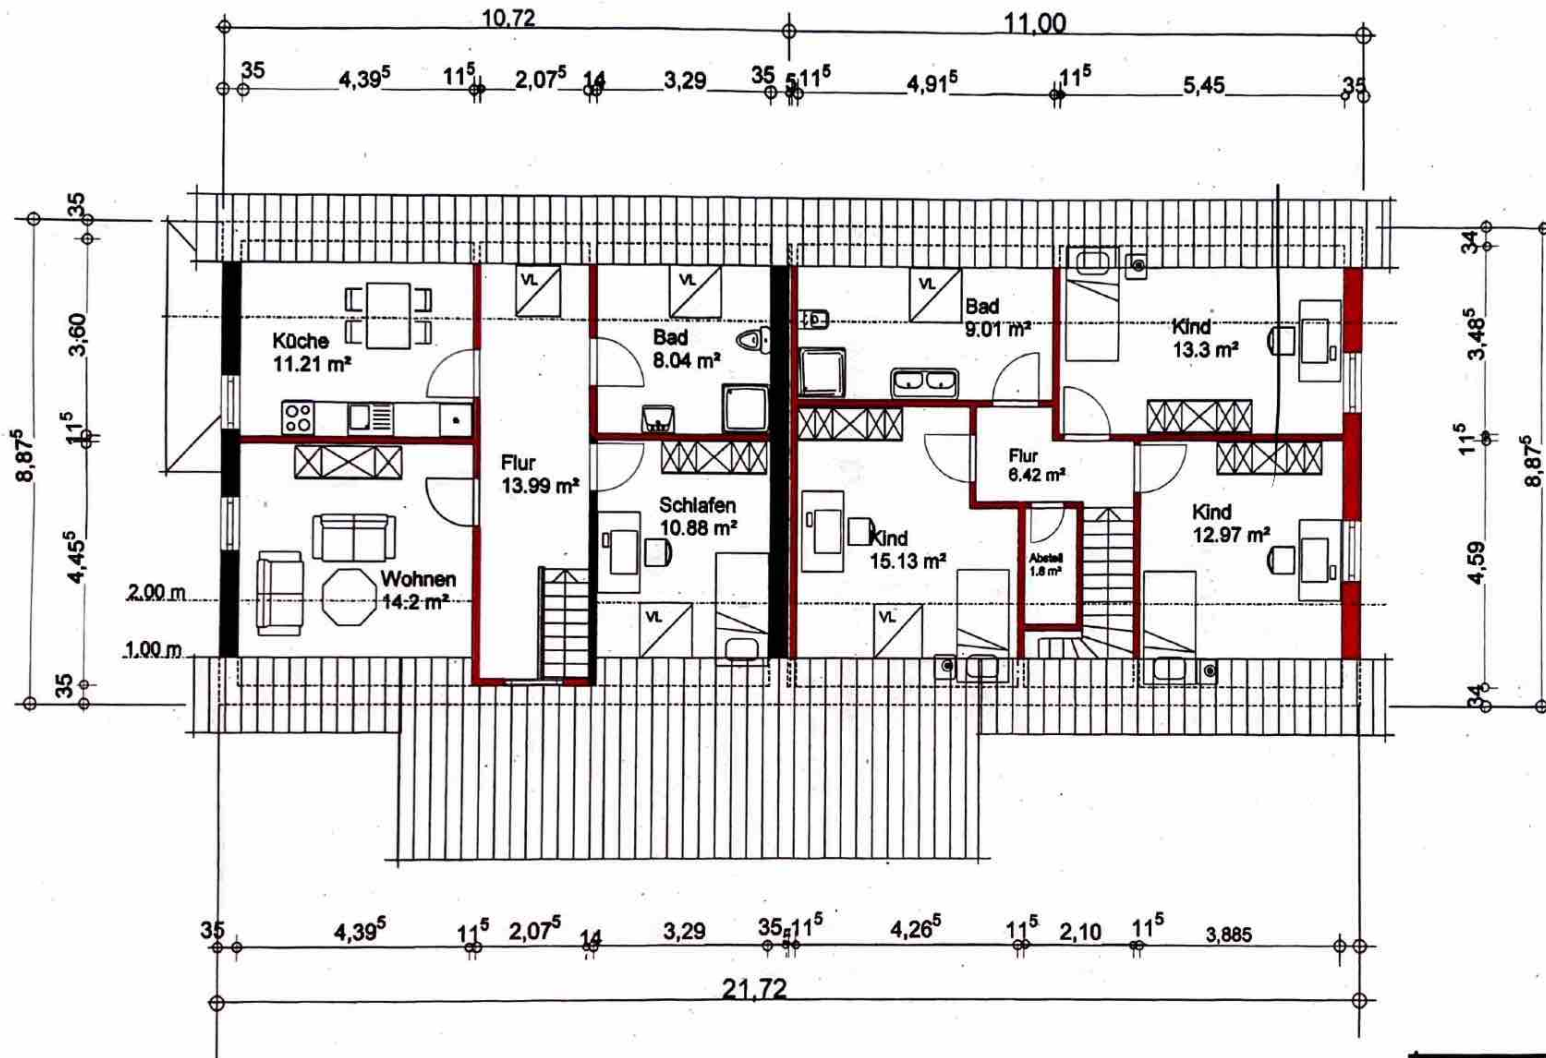 10,72
11,00
35 4,39⁵ 11⁵ 2,07⁵ 14 3,29 35 5 11⁵ 4,91⁵ 11⁵ 5,45 35
35
3,60
11⁵
4,45⁵
35
8,87⁵
34
3,48⁵
11⁵
4,59
34
8,87⁵
VL
VL
VL
Küche
11.21 m²
Bad
8.04 m²
Bad
9.01 m²
Kind
13.3 m²
Flur
13.99 m²
Schlafen
10.88 m²
Flur
6.42 m²
Kind
12.97 m²
Kind
15.13 m²
Abstell
1.8 m²
Wohnen
14.2 m²
VL
VL
2.00 m
1.00 m
35 4,39⁵ 11⁵ 2,07⁵ 14 3,29 35 11⁵ 4,26⁵ 11⁵ 2,10 11⁵ 3,885
21,72